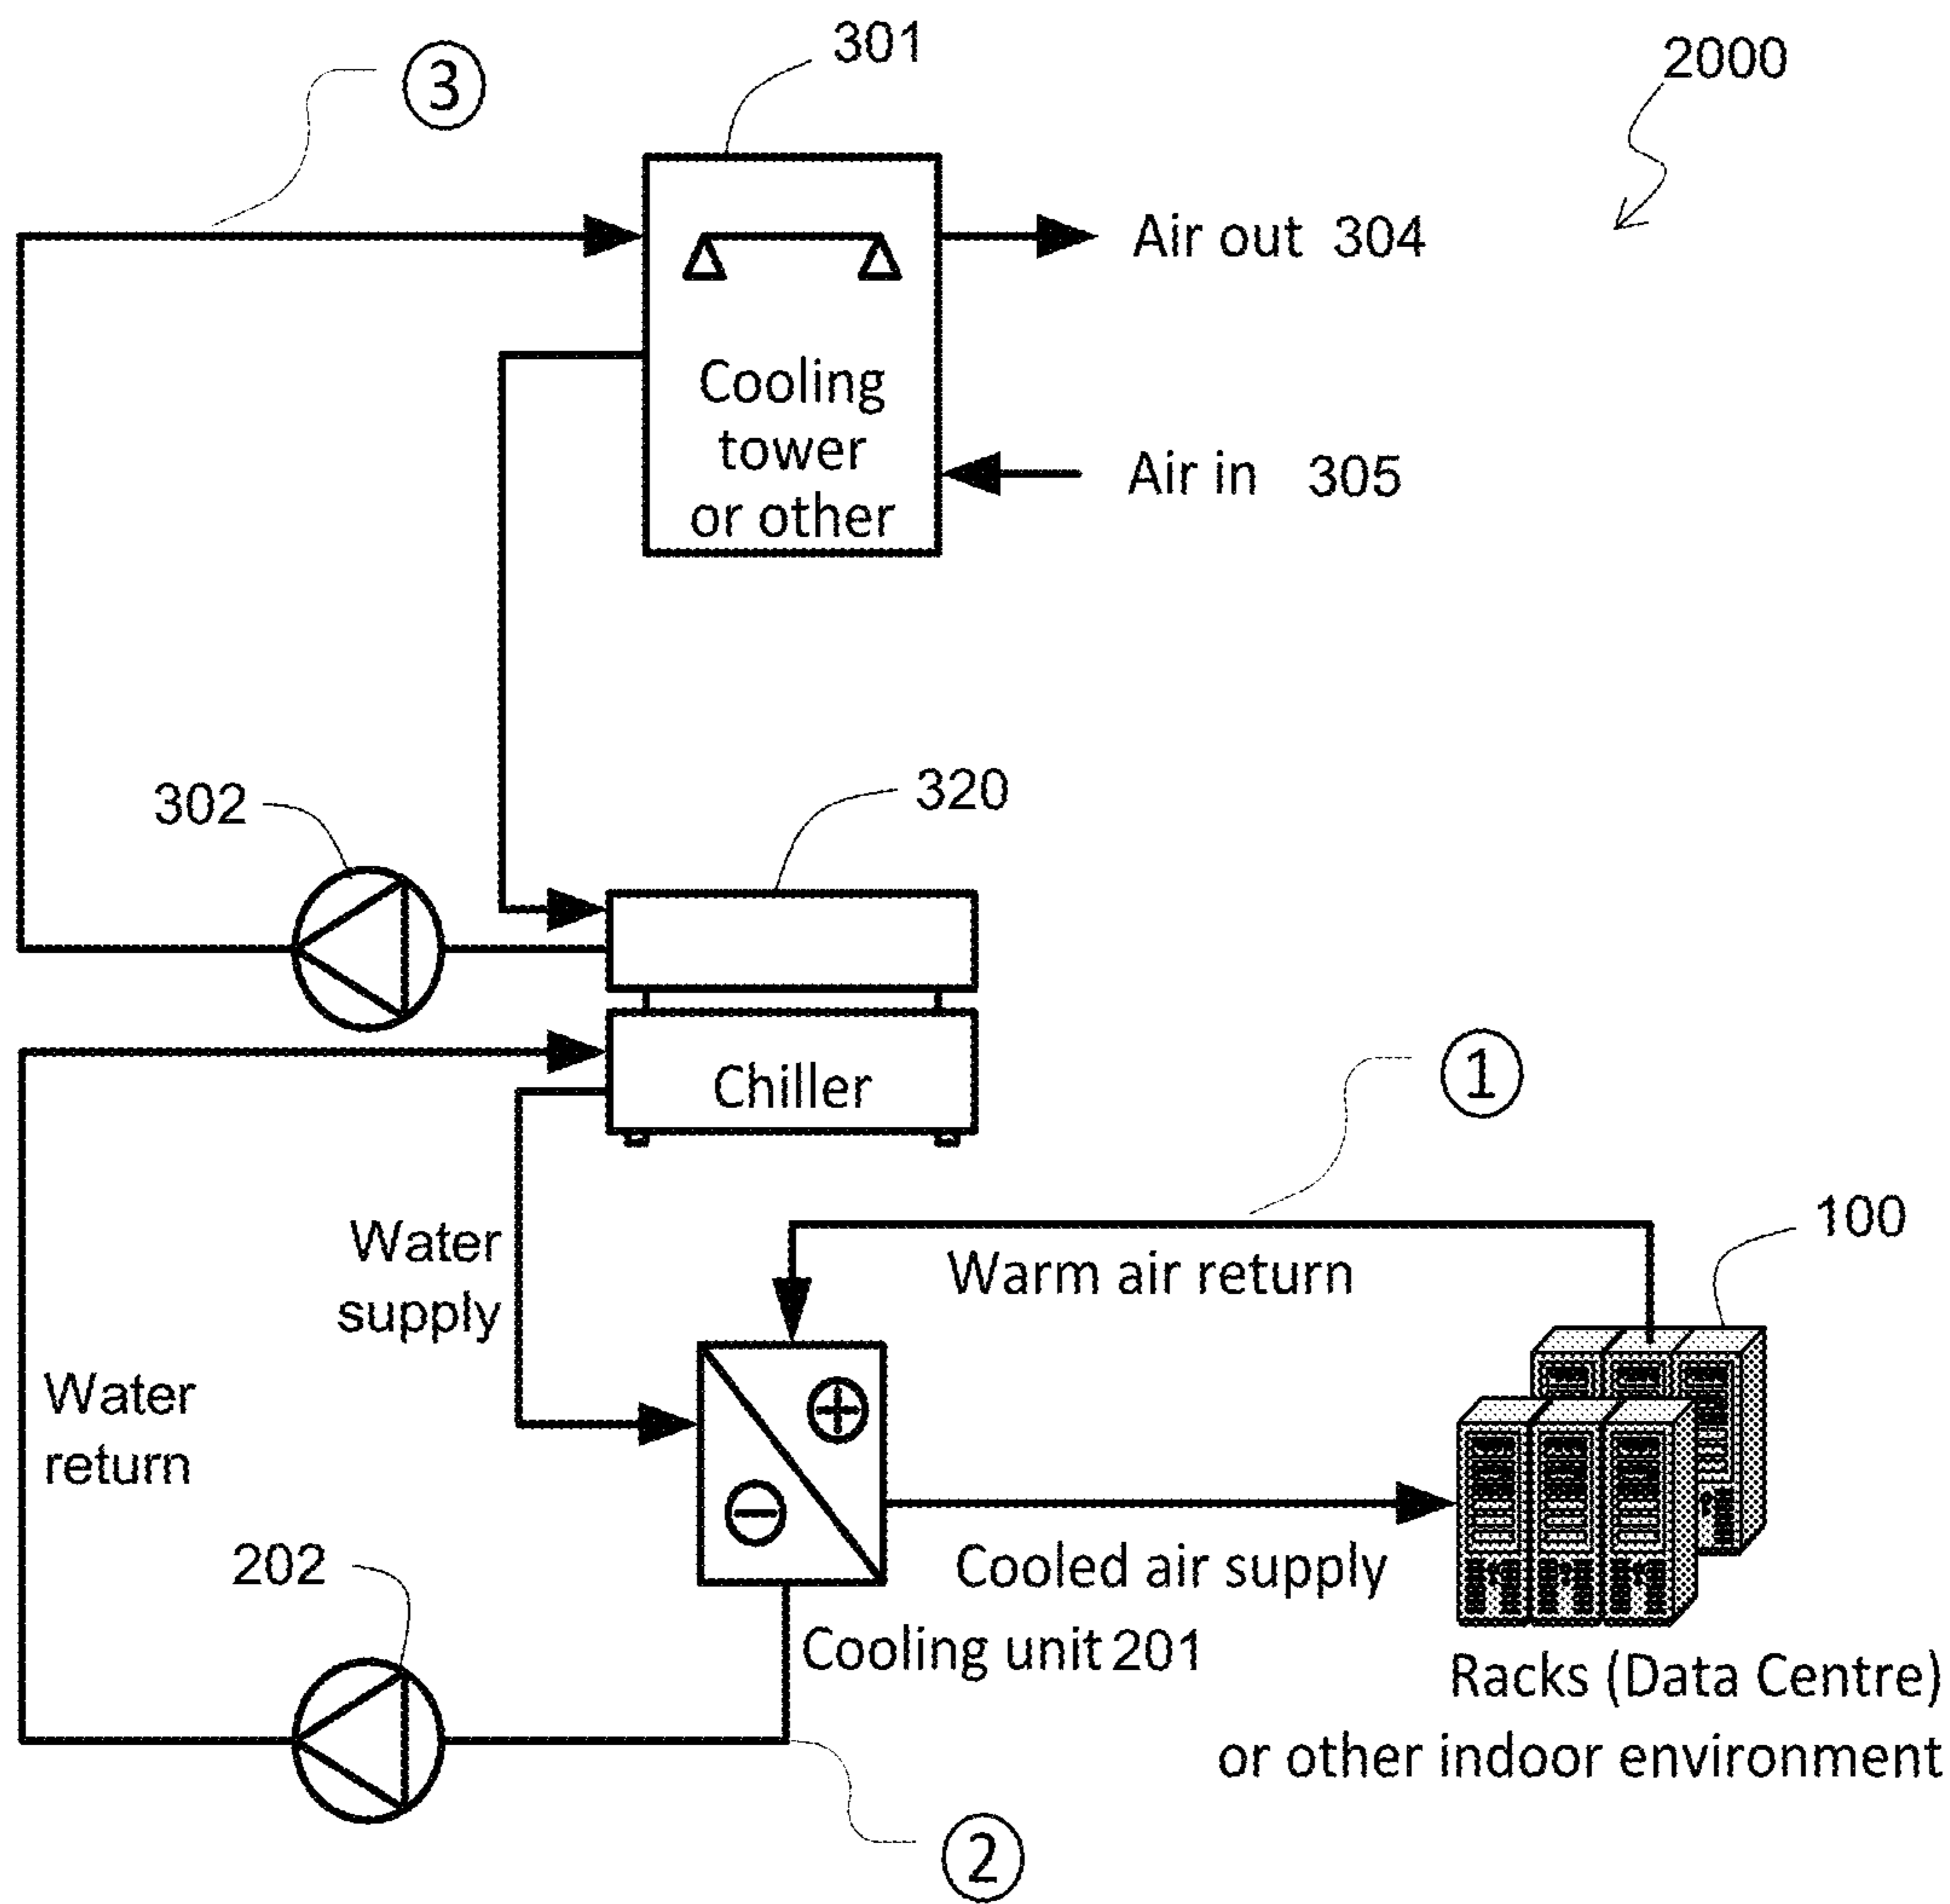 301
2000
3
Air out 304
Cooling
tower
or other
Air in 305
302
320
Chiller
1
Water
supply
Warm air return
100
Water
return
202
Cooled air supply
Cooling unit 201
Racks (Data Centre)
or other indoor environment
2